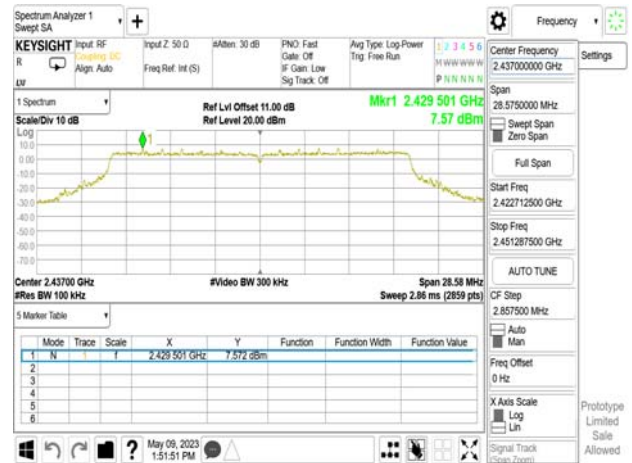 Spectrum Analyzer 1
Swept SA
+
Frequency
KEYSIGHT
R
Input: RF
Coupling: DC
Align: Auto
Input Z: 50 Ω
Freq Ref: Int (S)
#Atten: 30 dB
PNO: Fast
Gate: Off
IF Gain: Low
Sig Track: Off
Avg Type: Log-Power
Trig: Free Run
1 2 3 4 5 6
M W W W W W
P N N N N N
LW
1 Spectrum
Scale/Div 10 dB
Ref Lvl Offset 11.00 dB
Ref Level 20.00 dBm
Mkr1 2.429 501 GHz
7.57 dBm
Log
1
10.0
0.00
-10.0
-20.0
-30.0
-40.0
-50.0
-60.0
-70.0
Center 2.43700 GHz
#Res BW 100 kHz
#Video BW 300 kHz
Span 28.58 MHz
Sweep 2.86 ms (2859 pts)
5 Marker Table
Mode Trace Scale X Y Function Function Width Function Value
1 N 1 f 2.429 501 GHz 7.572 dBm
2
3
4
5
6
May 09, 2023
1:51:51 PM
Center Frequency
2.437000000 GHz
Settings
Span
28.5750000 MHz
Swept Span
Zero Span
Full Span
Start Freq
2.422712500 GHz
Stop Freq
2.451287500 GHz
AUTO TUNE
CF Step
2.857500 MHz
Auto
Man
Freq Offset
0 Hz
X Axis Scale
Log
Lin
Signal Track
(Span Zoom)
Prototype
Limited
Sale
Allowed